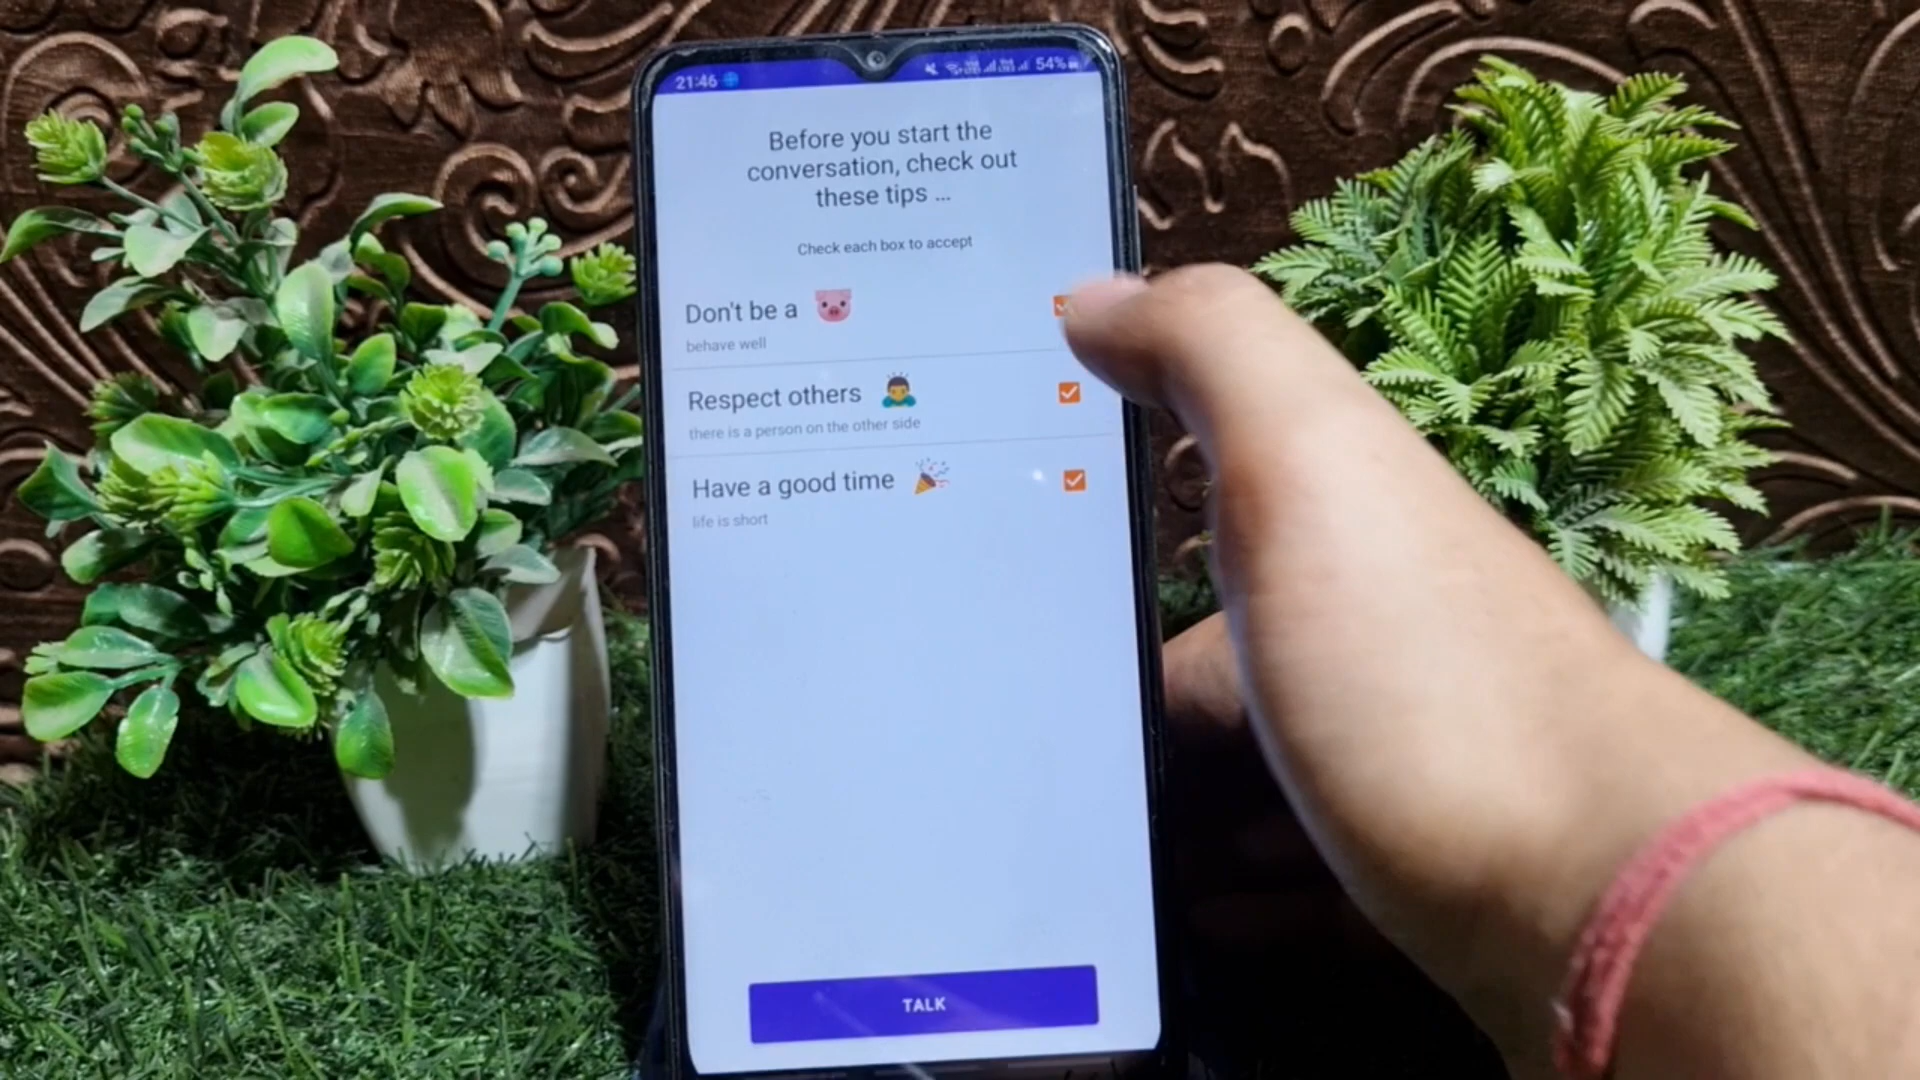 21:46
54%
Before you start the
conversation, check out
these tips ...
Check each box to accept
Don't be a
behave well
Respect others
there is a person on the other side
Have a good time
life is short
TALK